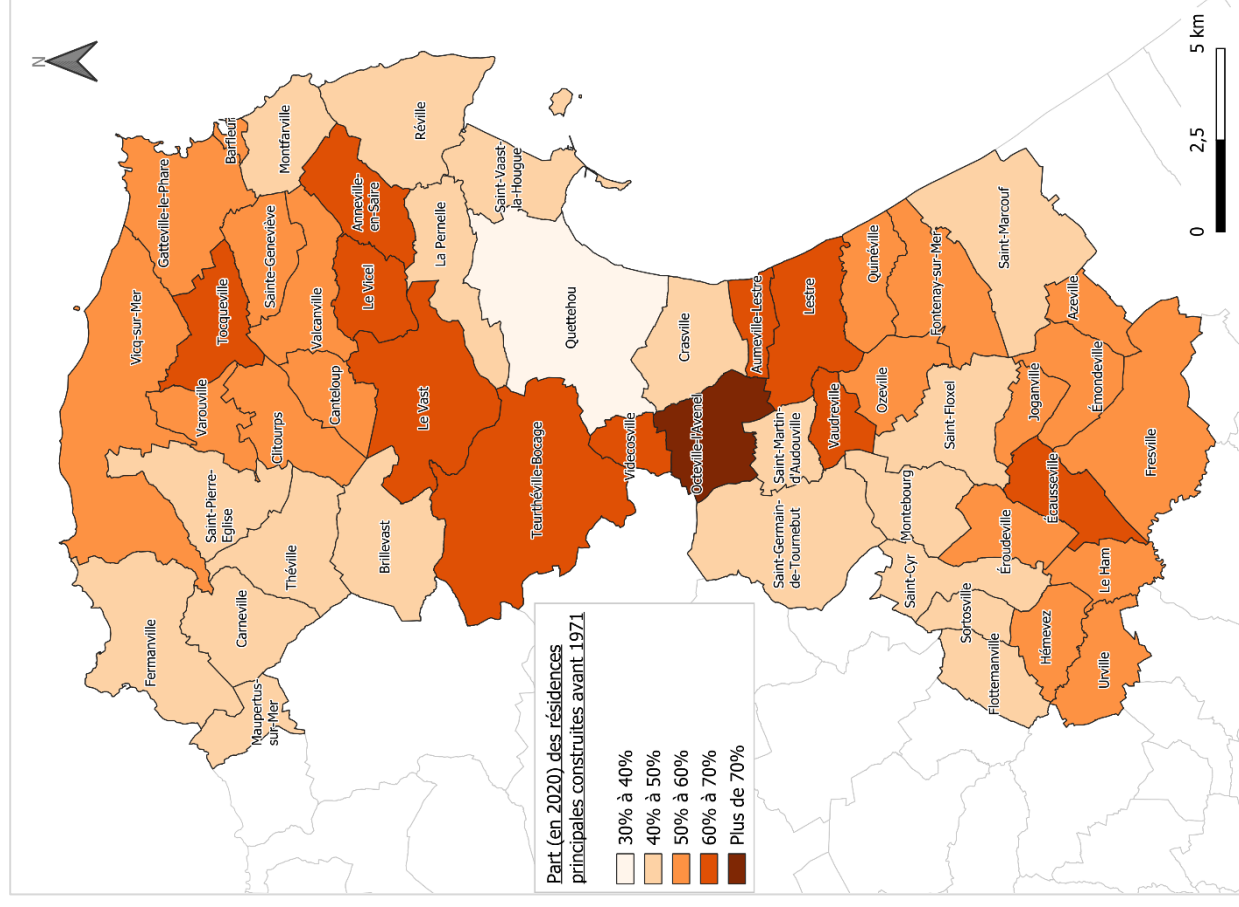 N
Fermanville
Maupertus-
sur-Mer
Carneville
Théville
Saint-Pierre-
Eglise
Brillevast
Vicq-sur-Mer
Gatteville-le-Phare
Barfleur
Montfarville
Réville
Tocqueville
Varouville
Clitourps
Canteloup
Sainte-Geneviève
Valcanville
Anneville-
en-Saire
Le Vicel
La Pernelle
Saint-Vaast-
la-Hougue
Le Vast
Teurthéville-Bocage
Quettehou
Videcosville
Crasville
Octeville-l'Avenel
Aumeville-Lestre
Lestre
Saint-Martin-
d'Audouville
Vaudreville
Saint-Germain-
de-Tournebut
Quinéville
Ozeville
Fontenay-sur-Mer
Saint-Marcouf
Saint-Floxel
Montebourg
Saint-Cyr
Sortosville
Flottemanville
Éroudeville
Écausseville
Joganville
Émondeville
Azeville
Fresville
Le Ham
Hémevez
Urville
Part (en 2020) des résidences
principales construites avant 1971
30% à 40%
40% à 50%
50% à 60%
60% à 70%
Plus de 70%
0 2,5 5 km